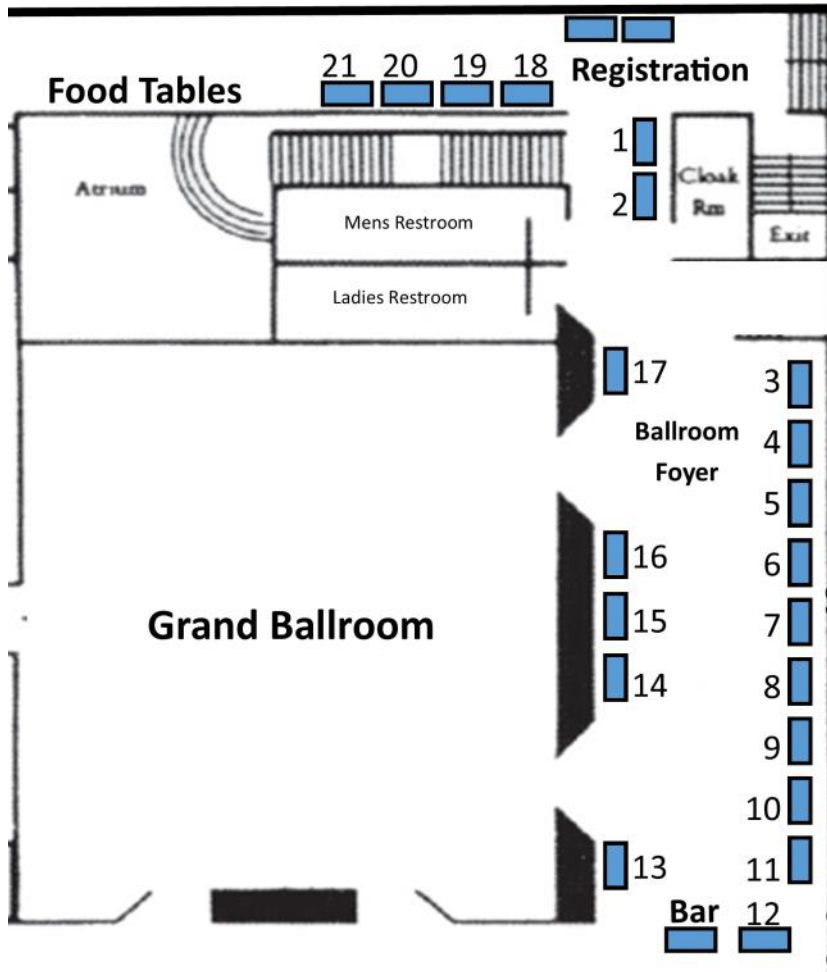 21 20 19 18
Registration
Food Tables
1
Cloak
Rm
2
Atrium
Mens Restroom
Exit
Ladies Restroom
17
3
Ballroom
Foyer
4
5
16
6
Grand Ballroom
15
7
14
8
9
10
13
11
Bar
12